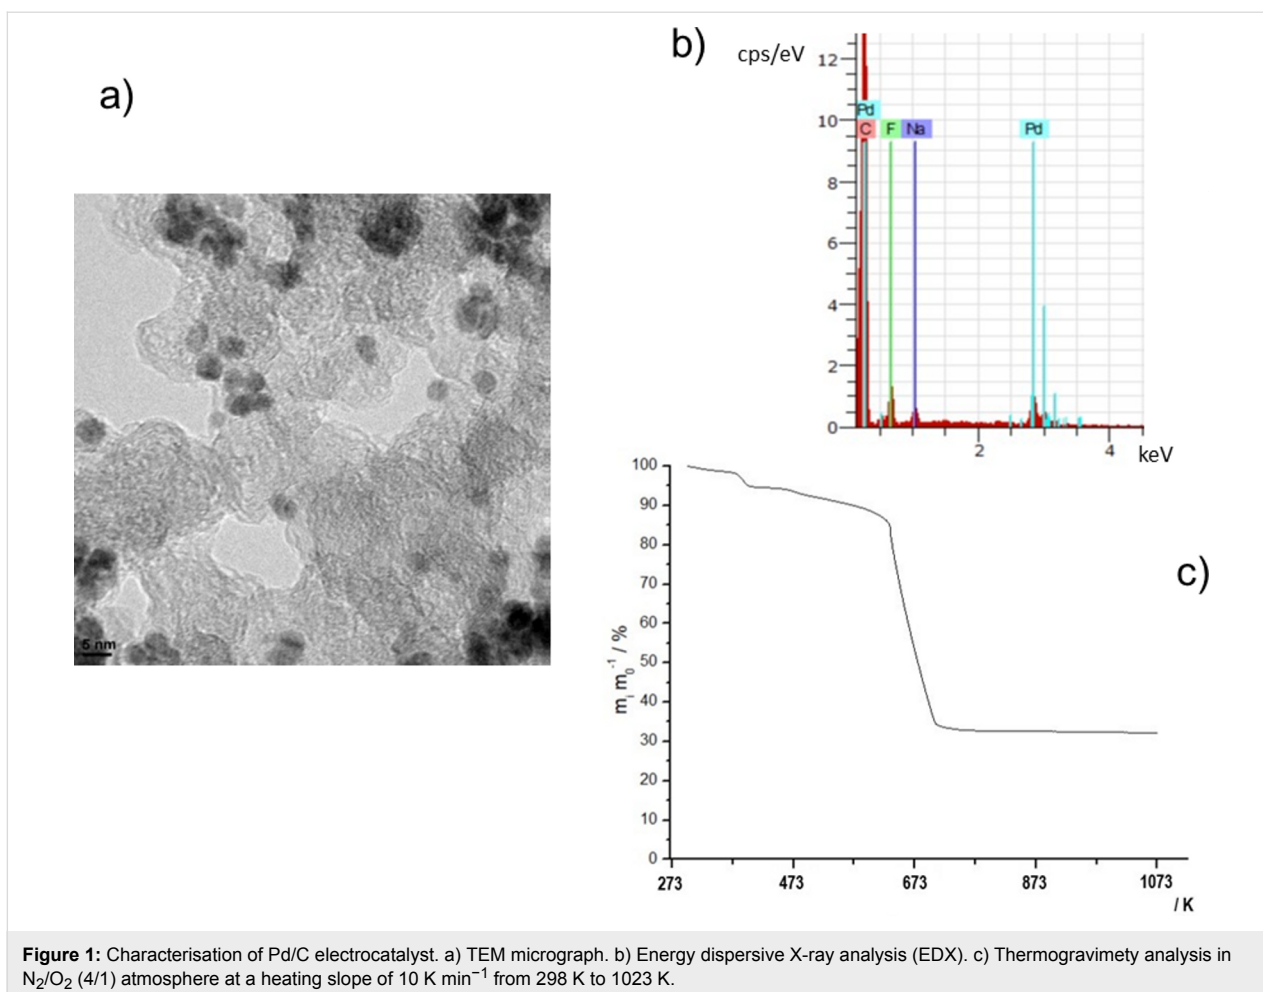 a)
5 nm
b)
cps/eV
12
10
8
6
4
2
0
Pd
C F Na Pd
2 4 keV
c)
100
90
80
70
60
50
40
30
20
10
0
mᵢ m₀⁻¹ / %
273 473 673 873 1073
/ K
Figure 1: Characterisation of Pd/C electrocatalyst. a) TEM micrograph. b) Energy dispersive X-ray analysis (EDX). c) Thermogravimety analysis in
N₂/O₂ (4/1) atmosphere at a heating slope of 10 K min⁻¹ from 298 K to 1023 K.